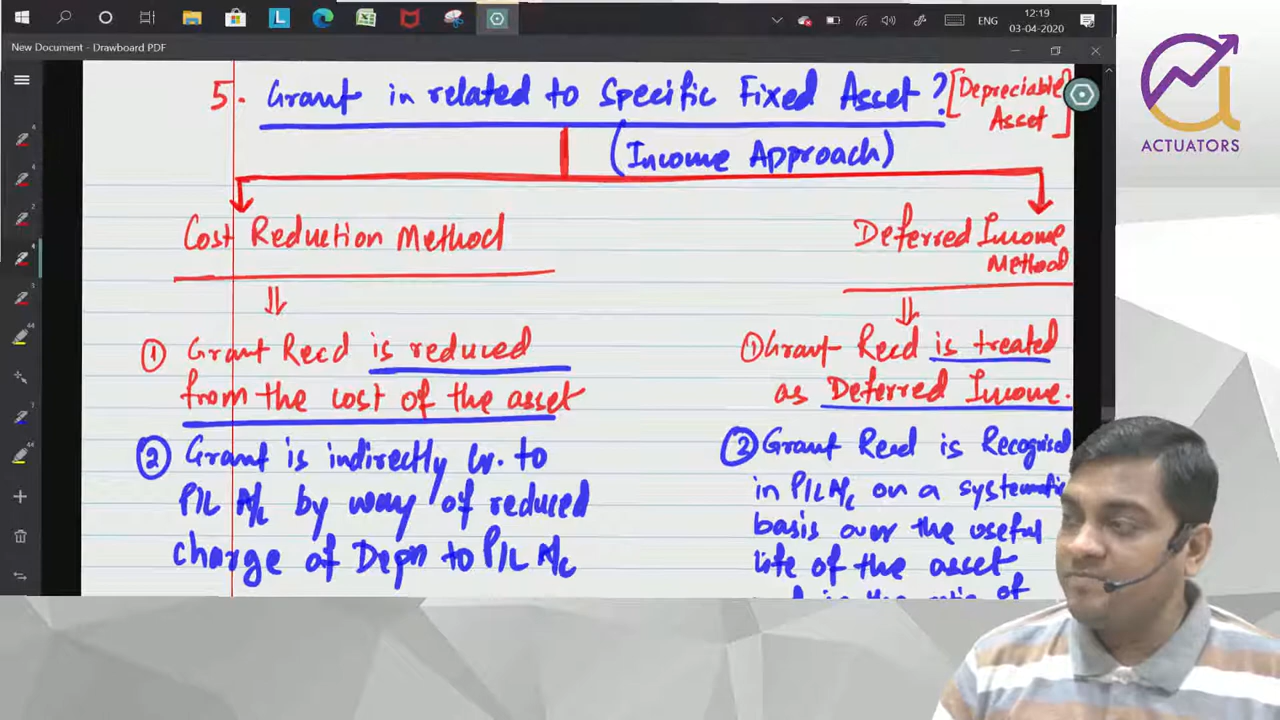 12:19
ENG
03-04-2020
New Document - Drawboard PDF
ACTUATORS
5. Grant in related to Specific Fixed Asset? [Depreciable Asset]
(Income Approach)
Cost Reduction Method
① Grant Recd is reduced
from the cost of the asset
② Grant is indirectly Cr. to
P/L A/c by way of reduced
charge of Depn to P/L A/c
Deferred Income
Method
① Grant Recd is treated
as Deferred Income.
② Grant Recd is Recognised
in P/L A/c on a systematic
basis over the useful
life of the asset